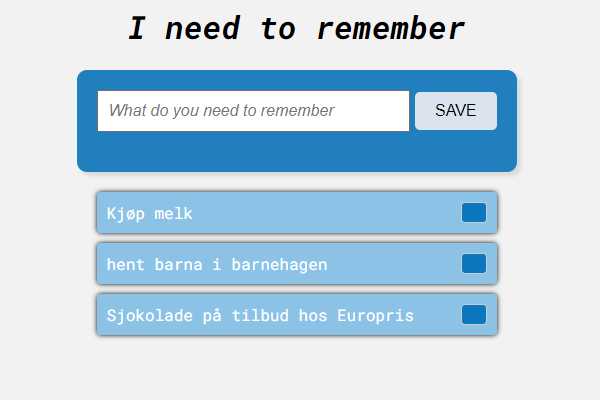 I need to remember
What do you need to remember
SAVE
Kjøp melk
hent barna i barnehagen
Sjokolade på tilbud hos Europris